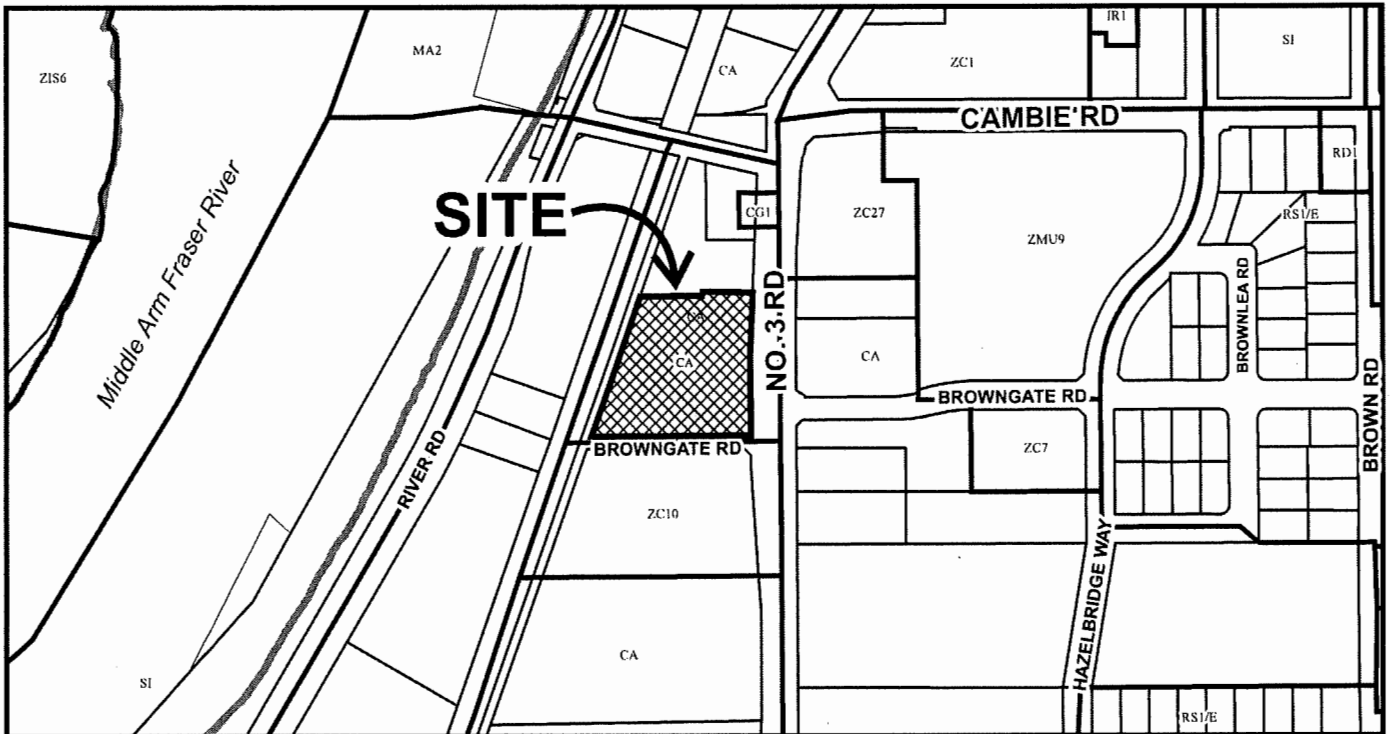 IR1
SI
MA2
ZC1
CA
ZIS6
CAMBIE RD
RD1
Middle Arm Fraser River
SITE
CG1
ZC27
RS1/E
ZMU9
NO. 3 RD
BROWNLEA RD
CA
CA
BROWNGATE RD
BROWN RD
BROWNGATE RD
ZC7
RIVER RD
ZC10
HAZELBRIDGE WAY
CA
SI
RS1/E